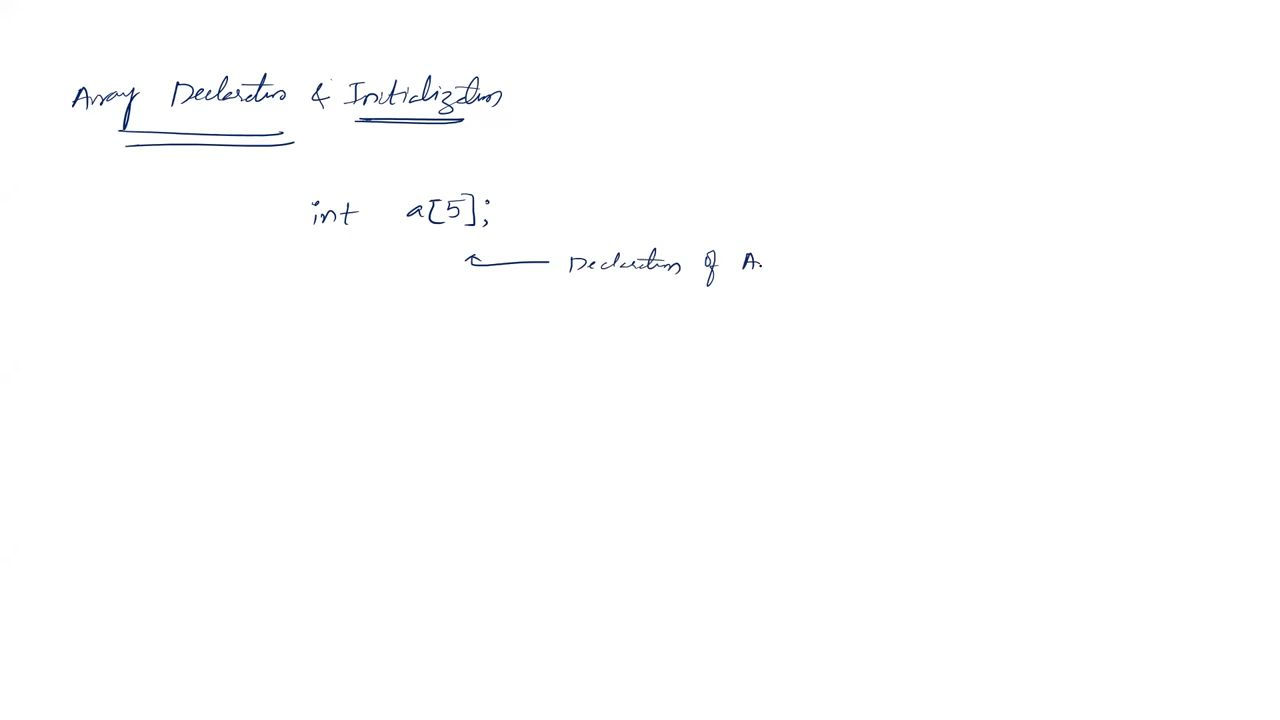 Array Declaration & Initialization
int a[5];
Declaration of A.